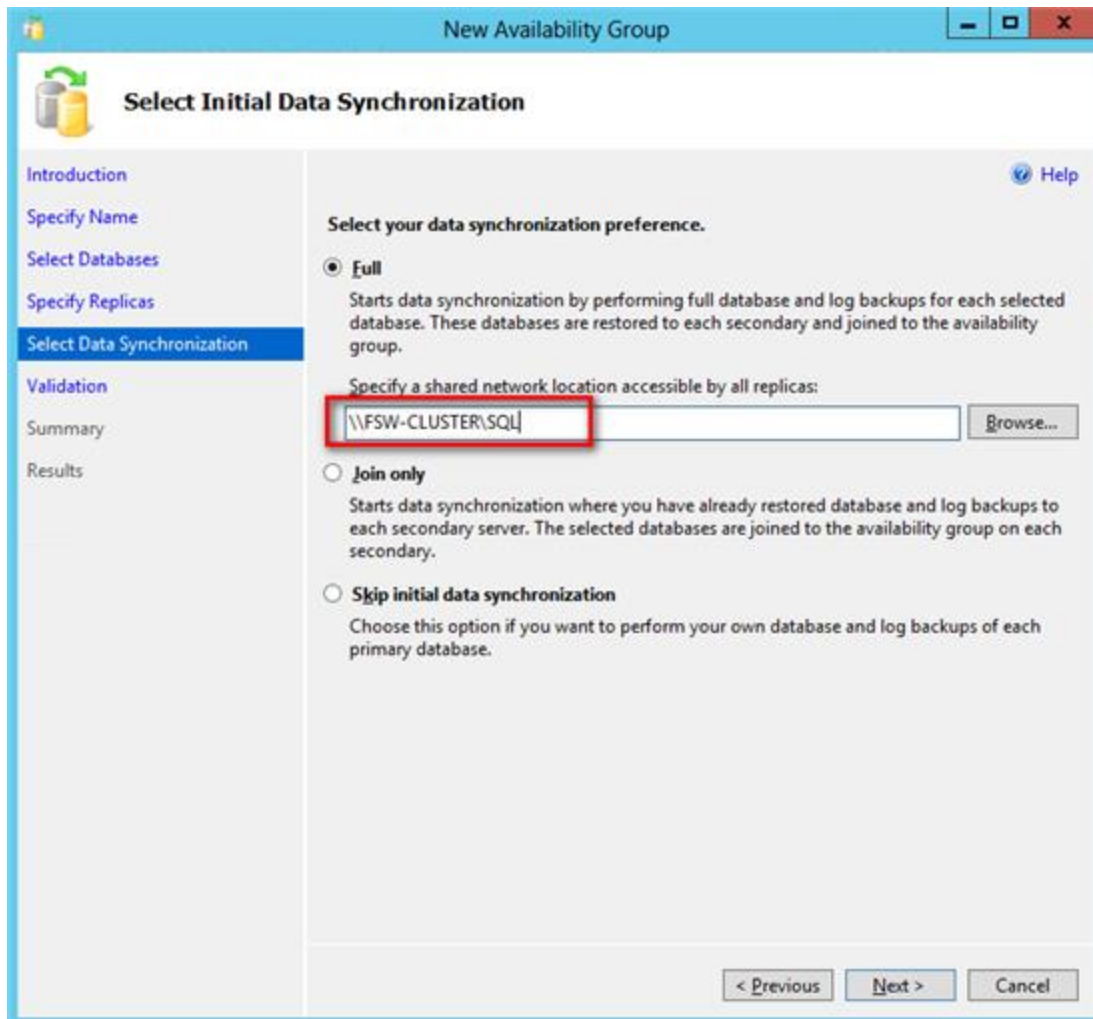 New Availability Group
Select Initial Data Synchronization
Introduction
Specify Name
Select Databases
Specify Replicas
Select Data Synchronization
Validation
Summary
Results
Help
Select your data synchronization preference.
Full
Starts data synchronization by performing full database and log backups for each selected
database. These databases are restored to each secondary and joined to the availability
group.
Specify a shared network location accessible by all replicas:
\\FSW-CLUSTER\SQL
Browse...
Join only
Starts data synchronization where you have already restored database and log backups to
each secondary server. The selected databases are joined to the availability group on each
secondary.
Skip initial data synchronization
Choose this option if you want to perform your own database and log backups of each
primary database.
< Previous
Next >
Cancel